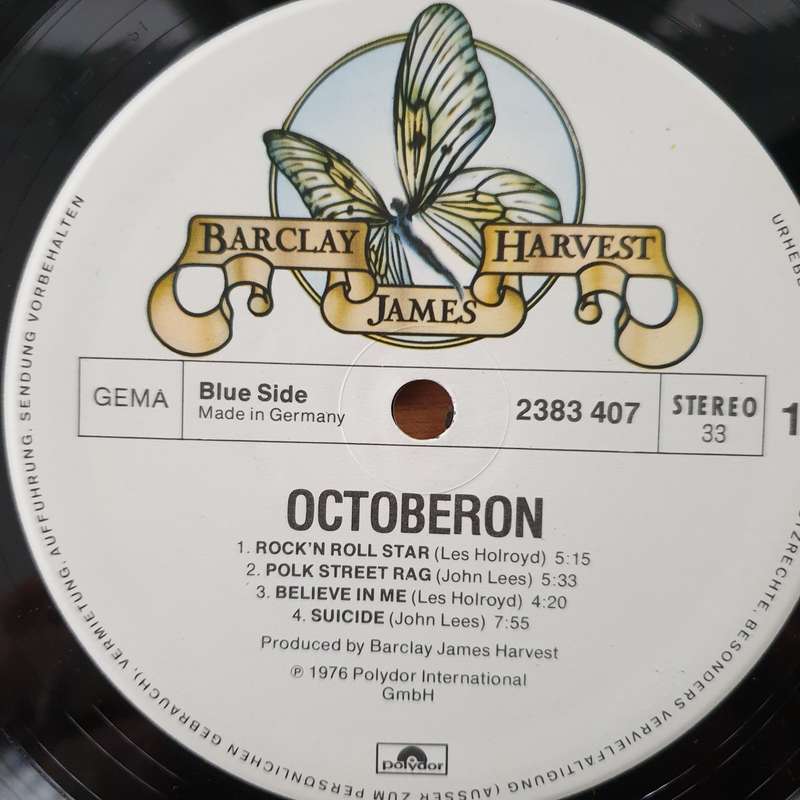 BARCLAY
JAMES
HARVEST
GEMA
Blue Side
Made in Germany
2383 407
STEREO
33
1
OCTOBERON
1. ROCK'N ROLL STAR (Les Holroyd) 5:15
2. POLK STREET RAG (John Lees) 5:33
3. BELIEVE IN ME (Les Holroyd) 4:20
4. SUICIDE (John Lees) 7:55
Produced by Barclay James Harvest
℗ 1976 Polydor International
GmbH
polydor
BESONDERS VERVIELFÄLTIGUNG (AUSSER ZUM PERSÖNLICHEN GEBRAUCH), VERMIETUNG, AUFFÜHRUNG, SENDUNG VORBEHALTEN